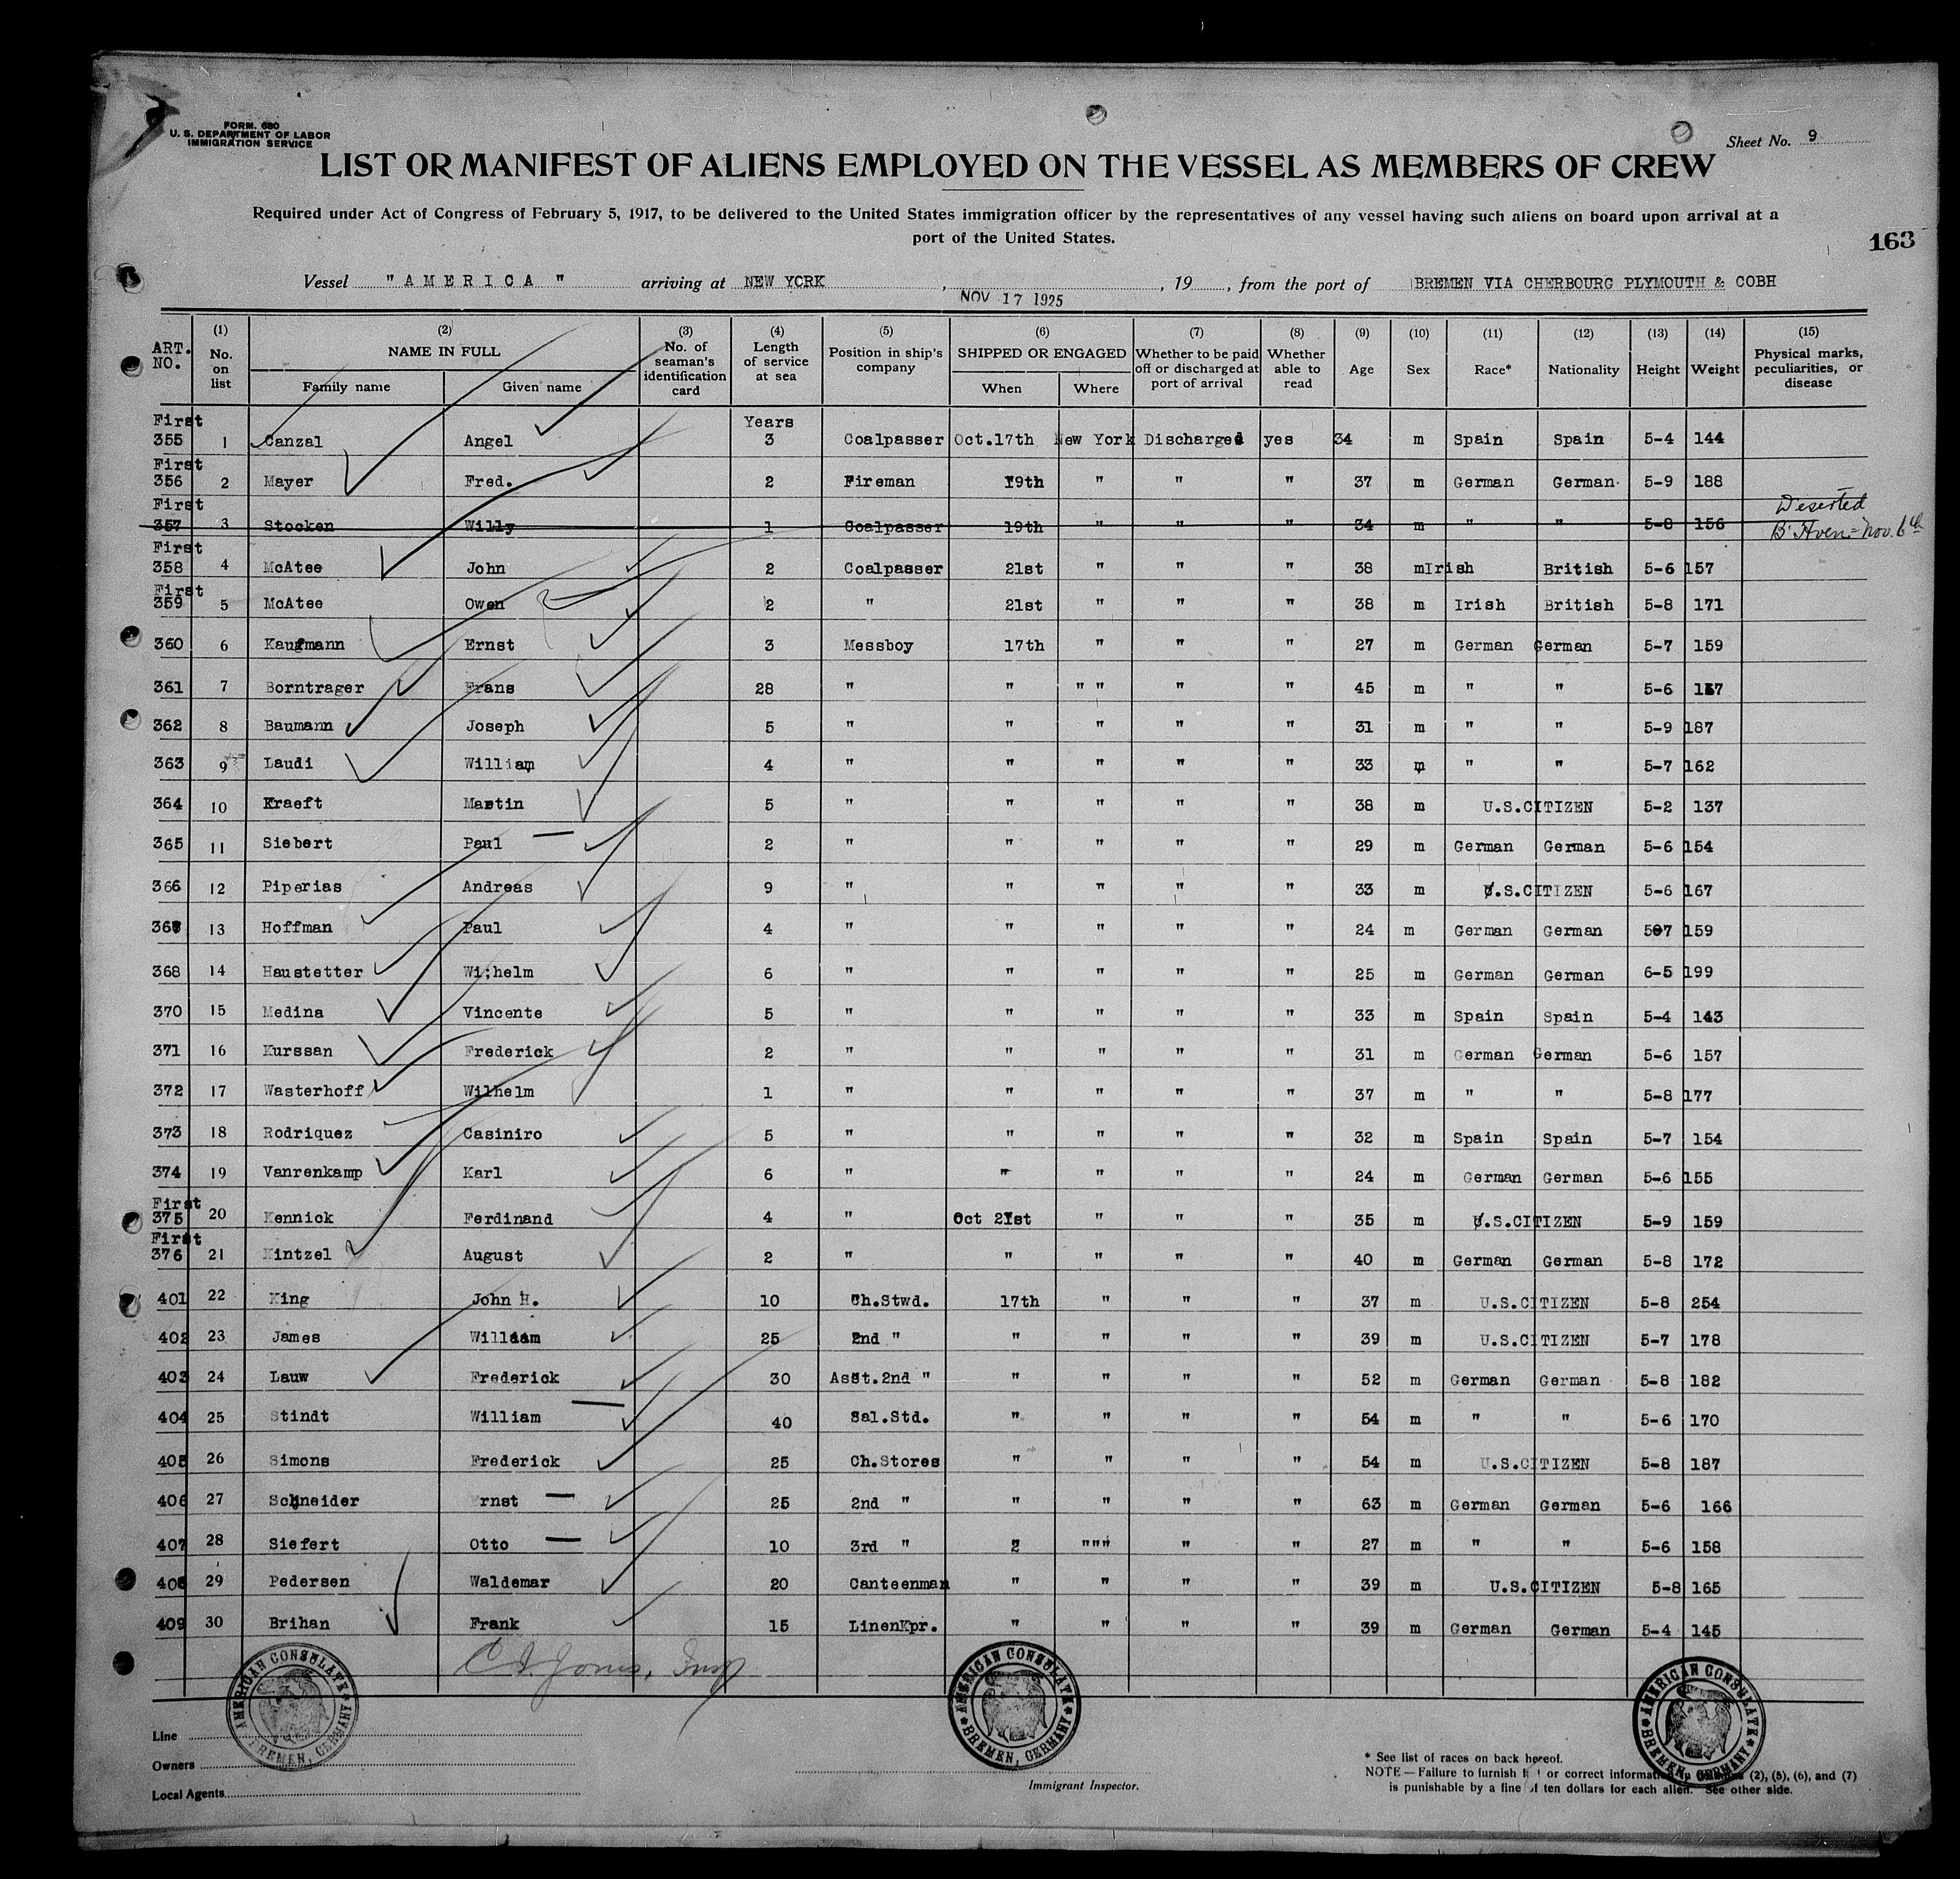 FORM. 680
U. S. DEPARTMENT OF LABOR
IMMIGRATION SERVICE
Sheet No. 9
LIST OR MANIFEST OF ALIENS EMPLOYED ON THE VESSEL AS MEMBERS OF CREW
Required under Act of Congress of February 5, 1917, to be delivered to the United States immigration officer by the representatives of any vessel having such aliens on board upon arrival at a
port of the United States.
163
Vessel " A M E R I C A " arriving at NEW YORK , NOV 17 1925 , 19 , from the port of BREMEN VIA CHERBOURG PLYMOUTH & COBH
ART. NO. (1) No. on list (2) NAME IN FULL Family name Given name (3) No. of seaman's identification card (4) Length of service at sea (5) Position in ship's company (6) SHIPPED OR ENGAGED When Where (7) Whether to be paid off or discharged at port of arrival (8) Whether able to read (9) Age (10) Sex (11) Race* (12) Nationality (13) Height (14) Weight (15) Physical marks, peculiarities, or disease
First 355 1 Canzal Angel Years 3 Coalpasser Oct.17th New York Discharged yes 34 m Spain Spain 5-4 144
First 356 2 Mayer Fred. 2 Fireman 19th " " " 37 m German German 5-9 188
First 357 3 Stocken Willy 1 Coalpasser 19th " " " 34 m " " 5-8 156 Deserted B'Hven = Nov. 6th
First 358 4 McAtee John 2 Coalpasser 21st " " " 38 m Irish British 5-6 157
First 359 5 McAtee Owen 2 " 21st " " " 38 m Irish British 5-8 171
360 6 Kaufmann Ernst 3 Messboy 17th " " " 27 m German German 5-7 159
361 7 Borntrager Frans 28 " " " " " " 45 m " " 5-6
362 8 Baumann Joseph 5 " " " " " 31 m " " 5-9 187
363 9 Laudi William 4 " " " " " 33 m " " 5-7 162
364 10 Kraeft Martin 5 " " " " " 38 m U.S.CITIZEN 5-2 137
365 11 Siebert Paul 2 " " " " " 29 m German German 5-6 154
366 12 Piperias Andreas 9 " " " " " 33 m U.S.CITIZEN 5-6 167
367 13 Hoffman Paul 4 " " " " " 24 m German German 507 159
368 14 Haustetter Wi;helm 6 " " " " " 25 m German German 6-5 199
370 15 Medina Vincente 5 " " " " " 33 m Spain Spain 5-4 143
371 16 Kurssan Frederick 2 " " " " " 31 m German German 5-6 157
372 17 Wasterhoff Wilhelm 1 " " " " " 37 m " " 5-8 177
373 18 Rodriquez Casiniro 5 " " " " " 32 m Spain Spain 5-7 154
374 19 Vanrenkamp Karl 6 " " " " " 24 m German German 5-6 155
First 375 20 Kennick Ferdinand 4 " Oct 21st " " " 35 m U.S.CITIZEN 5-9 159
First 376 21 Kintzel August 2 " " " " " 40 m German German 5-8 172
401 22 King John H. 10 Ch.Stwd. 17th " " " 37 m U.S.CITIZEN 5-8 254
402 23 James William 25 2nd " " " " " 39 m U.S.CITIZEN 5-7 178
403 24 Lauw Frederick 30 Asst.2nd " " " " " 52 m German German 5-8 182
404 25 Stindt William 40 Sal.Std. " " " " 54 m " " 5-6 170
405 26 Simons Frederick 25 Ch.Stores " " " " 54 m U.S.CITIZEN 5-8 187
406 27 Schneider Ernst 25 2nd " " " " " 63 m German German 5-6 166
407 28 Siefert Otto 10 3rd " " """ " " 27 m " " 5-6 158
408 29 Pedersen Waldemar 20 Canteenman " " " " 39 m U.S.CITIZEN 5-8 165
409 30 Brihan Frank 15 LinenKpr. " " " " 39 m German German 5-4 145
C I. Jones, Insp
AMERICAN CONSULATE BREMEN, GERMANY
AMERICAN CONSULATE BREMEN, GERMANY
AMERICAN CONSULATE BREMEN, GERMANY
Line
Owners
Local Agents
Immigrant Inspector.
* See list of races on back hereof.
NOTE — Failure to furnish or correct information (2), (5), (6), and (7)
is punishable by a fine of ten dollars for each alien. See other side.